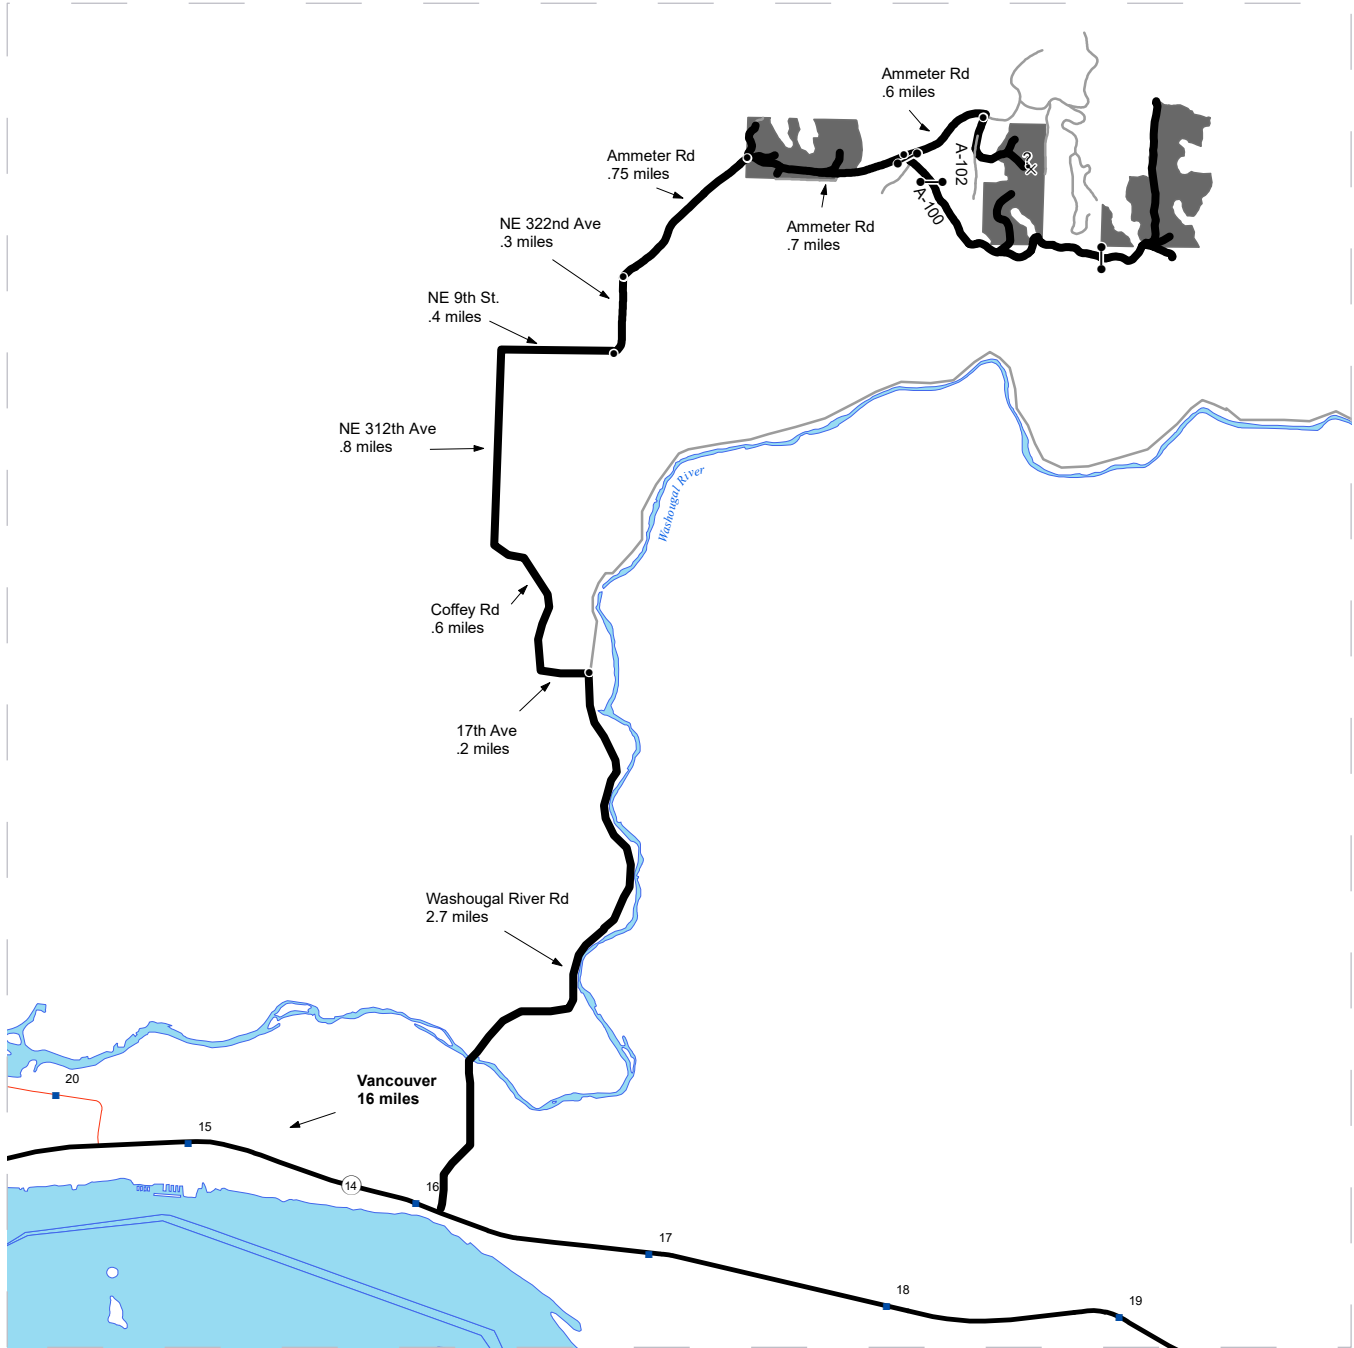 Ammeter Rd
.6 miles
Ammeter Rd
.75 miles
A-102
?
A-100
NE 322nd Ave
.3 miles
Ammeter Rd
.7 miles
NE 9th St.
.4 miles
NE 312th Ave
.8 miles
Washougal River
Coffey Rd
.6 miles
17th Ave
.2 miles
Washougal River Rd
2.7 miles
20
Vancouver
16 miles
15
14
16
17
18
19